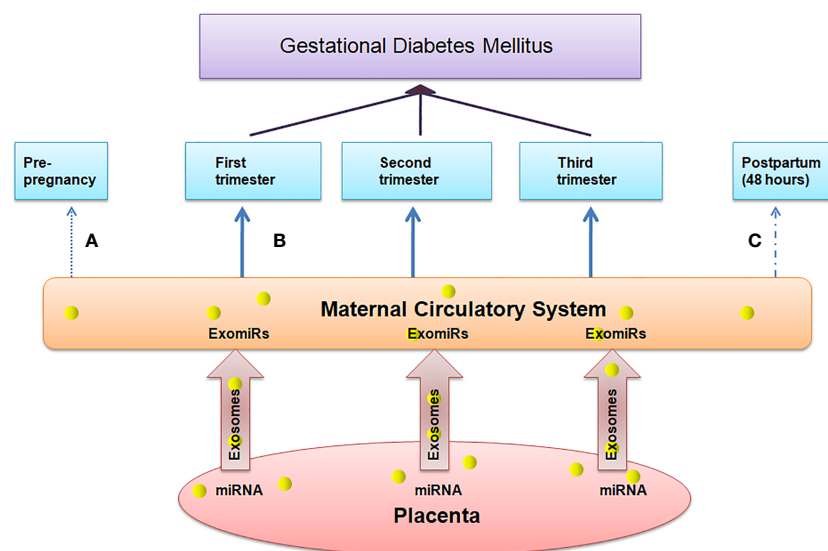 Gestational Diabetes Mellitus
Pre-
pregnancy
First
trimester
Second
trimester
Third
trimester
Postpartum
(48 hours)
A
B
C
Maternal Circulatory System
ExomiRs
ExomiRs
ExomiRs
Exosomes
Exosomes
Exosomes
miRNA
miRNA
miRNA
Placenta